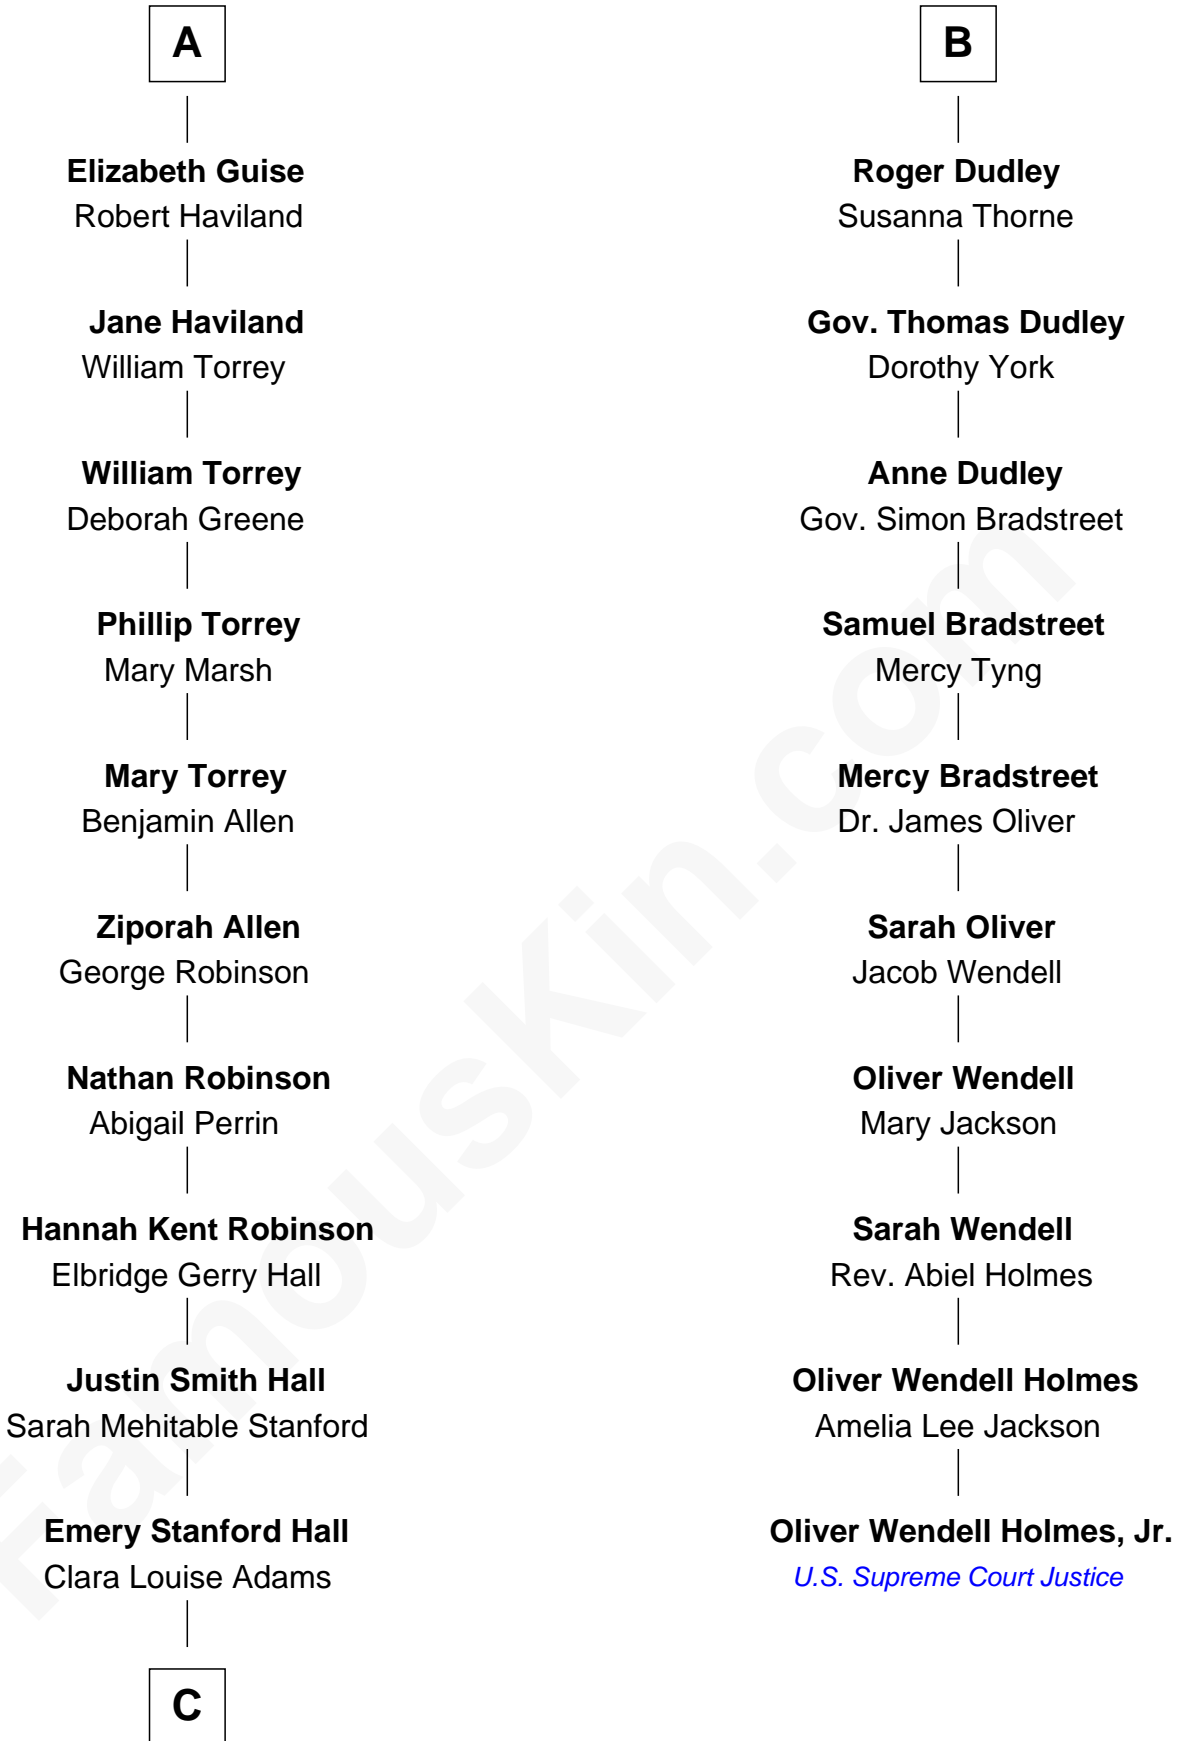 A
Elizabeth Guise
Robert Haviland
Jane Haviland
William Torrey
William Torrey
Deborah Greene
Phillip Torrey
Mary Marsh
Mary Torrey
Benjamin Allen
Ziporah Allen
George Robinson
Nathan Robinson
Abigail Perrin
Hannah Kent Robinson
Elbridge Gerry Hall
Justin Smith Hall
Sarah Mehitable Stanford
Emery Stanford Hall
Clara Louise Adams
C
B
Roger Dudley
Susanna Thorne
Gov. Thomas Dudley
Dorothy York
Anne Dudley
Gov. Simon Bradstreet
Samuel Bradstreet
Mercy Tyng
Mercy Bradstreet
Dr. James Oliver
Sarah Oliver
Jacob Wendell
Oliver Wendell
Mary Jackson
Sarah Wendell
Rev. Abiel Holmes
Oliver Wendell Holmes
Amelia Lee Jackson
Oliver Wendell Holmes, Jr.
U.S. Supreme Court Justice
FamousKin.com